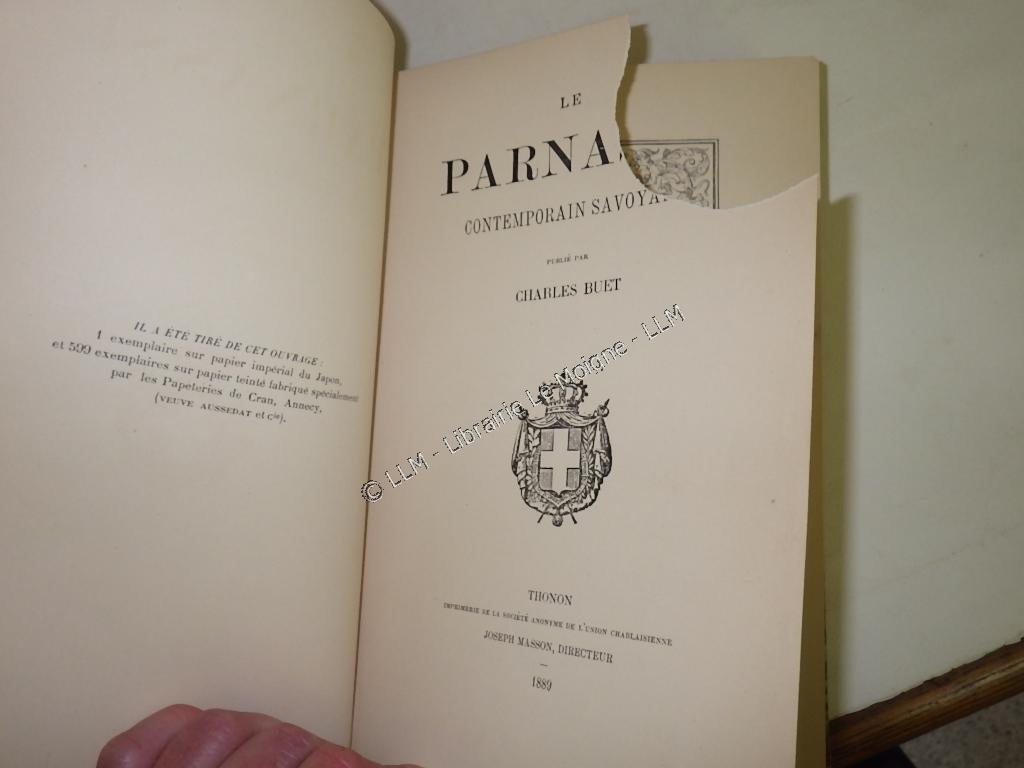 IL A ÉTÉ TIRÉ DE CET OUVRAGE :
1 exemplaire sur papier impérial du Japon,
et 599 exemplaires sur papier teinté fabriqué spécialement
par les Papeteries de Cran, Annecy,
(VEUVE AUSSEDAT et Cie).
LE
PARNAS
CONTEMPORAIN SAVOYA
PUBLIÉ PAR
CHARLES BUET
© LLM - Librairie Le Moigne - LLM
THONON
IMPRIMERIE DE LA SOCIÉTÉ ANONYME DE L'UNION CHABLAISIENNE
JOSEPH MASSON, DIRECTEUR
1889